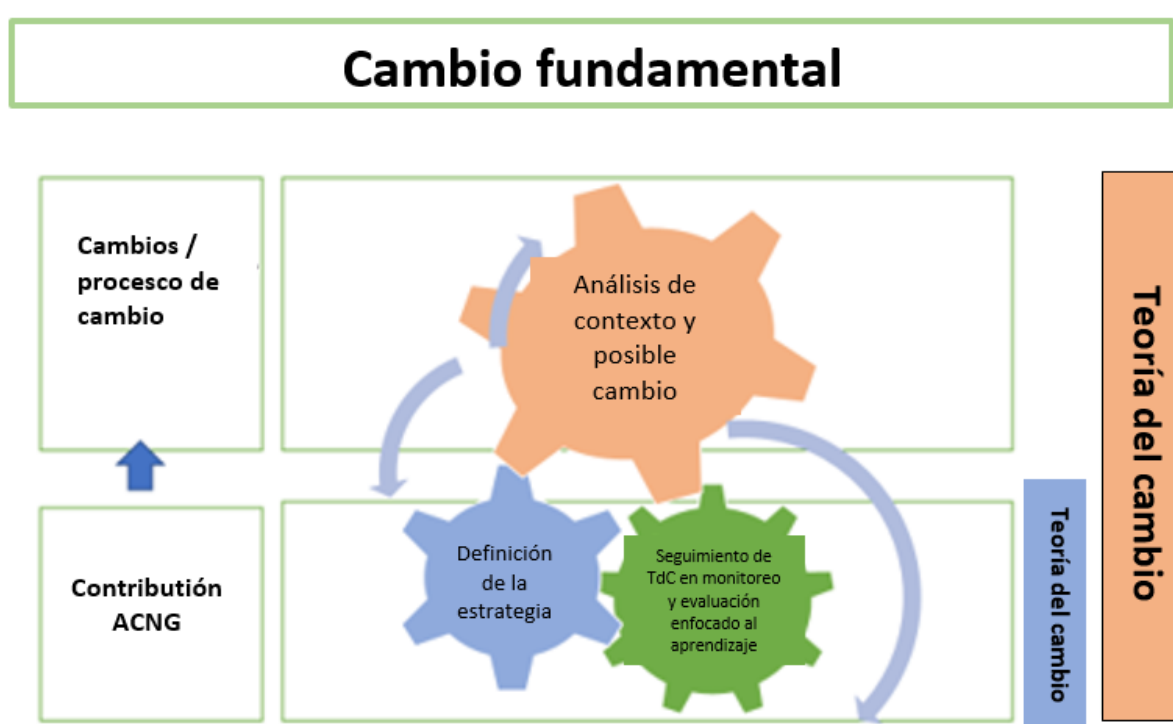 Cambio fundamental
Cambios /
procesco de
cambio
Análisis de
contexto y
posible
cambio
Teoría del cambio
Contributión
ACNG
Definición
de la
estrategia
Seguimiento de
TdC en monitoreo
y evaluación
enfocado al
aprendizaje
Teoría del cambio